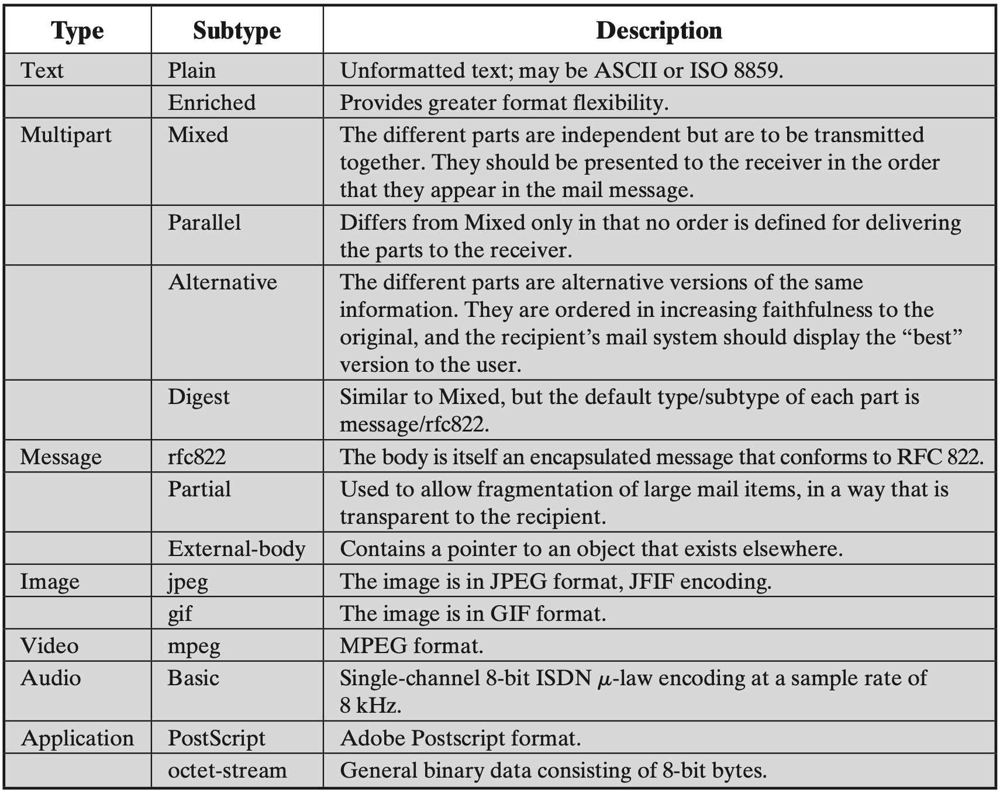 Type Subtype Description
Text Plain Unformatted text; may be ASCII or ISO 8859.
Enriched Provides greater format flexibility.
Multipart Mixed The different parts are independent but are to be transmitted
together. They should be presented to the receiver in the order
that they appear in the mail message.
Parallel Differs from Mixed only in that no order is defined for delivering
the parts to the receiver.
Alternative The different parts are alternative versions of the same
information. They are ordered in increasing faithfulness to the
original, and the recipient’s mail system should display the “best”
version to the user.
Digest Similar to Mixed, but the default type/subtype of each part is
message/rfc822.
Message rfc822 The body is itself an encapsulated message that conforms to RFC 822.
Partial Used to allow fragmentation of large mail items, in a way that is
transparent to the recipient.
External-body Contains a pointer to an object that exists elsewhere.
Image jpeg The image is in JPEG format, JFIF encoding.
gif The image is in GIF format.
Video mpeg MPEG format.
Audio Basic Single-channel 8-bit ISDN μ-law encoding at a sample rate of
8 kHz.
Application PostScript Adobe Postscript format.
octet-stream General binary data consisting of 8-bit bytes.